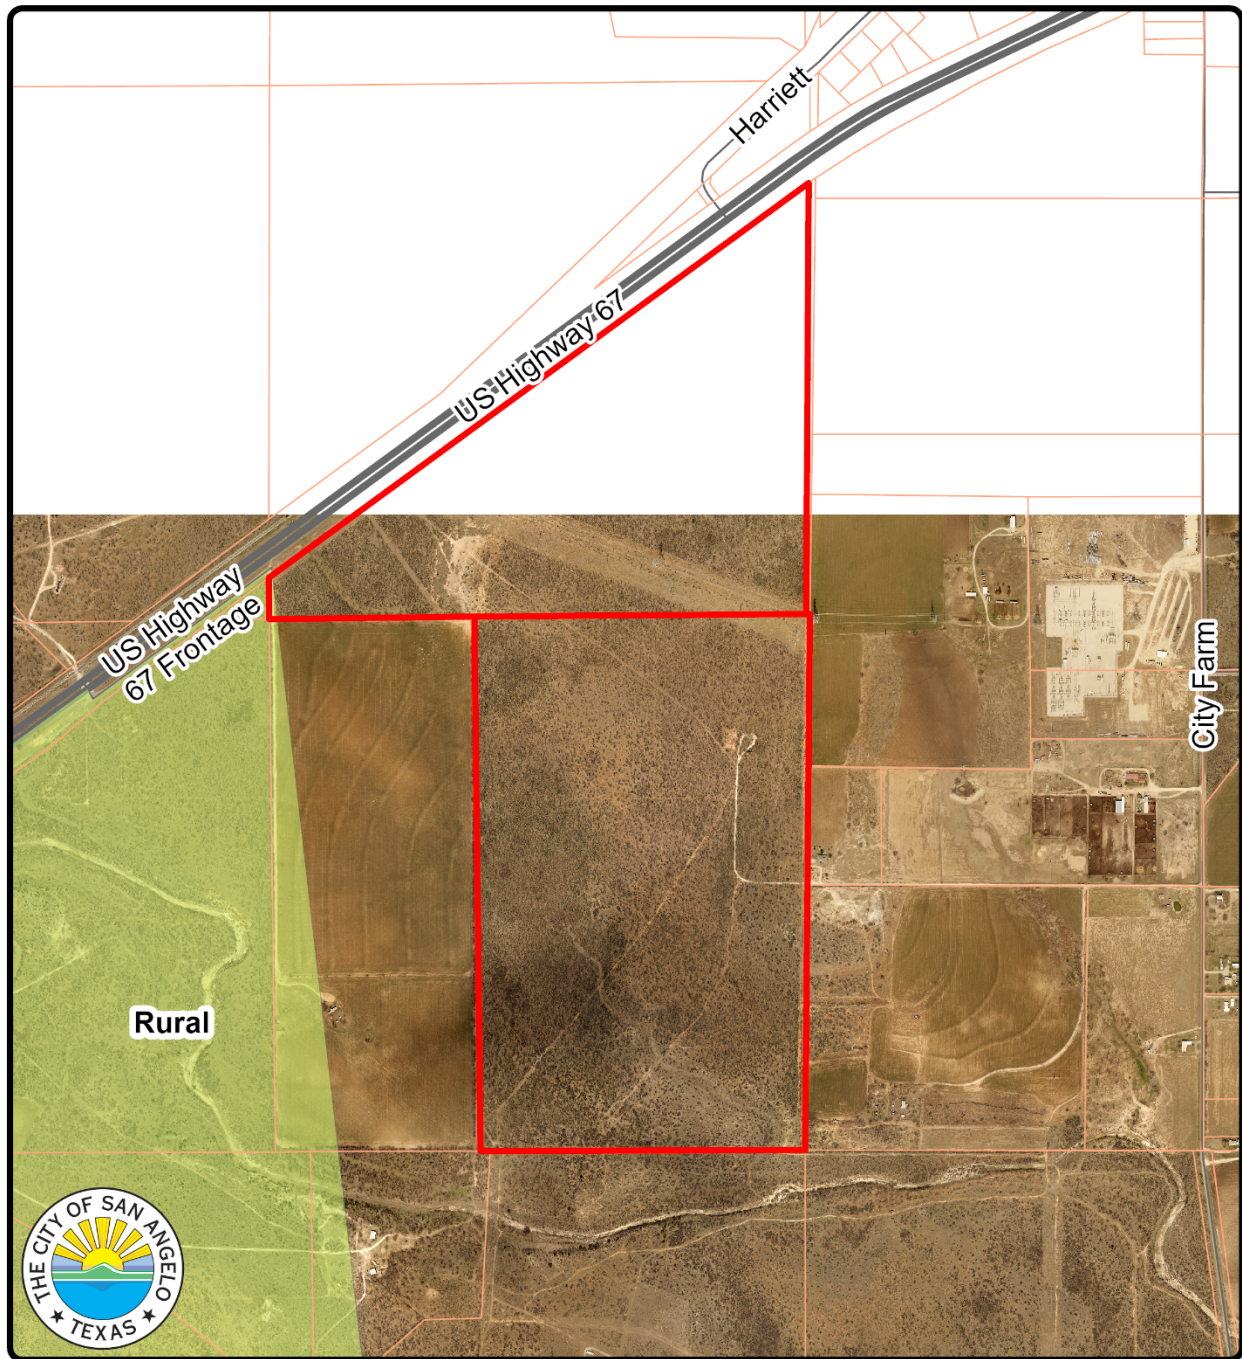 Harriett
US Highway 67
US Highway
67 Frontage
City Farm
Rural
THE CITY OF SAN ANGELO
★ TEXAS ★